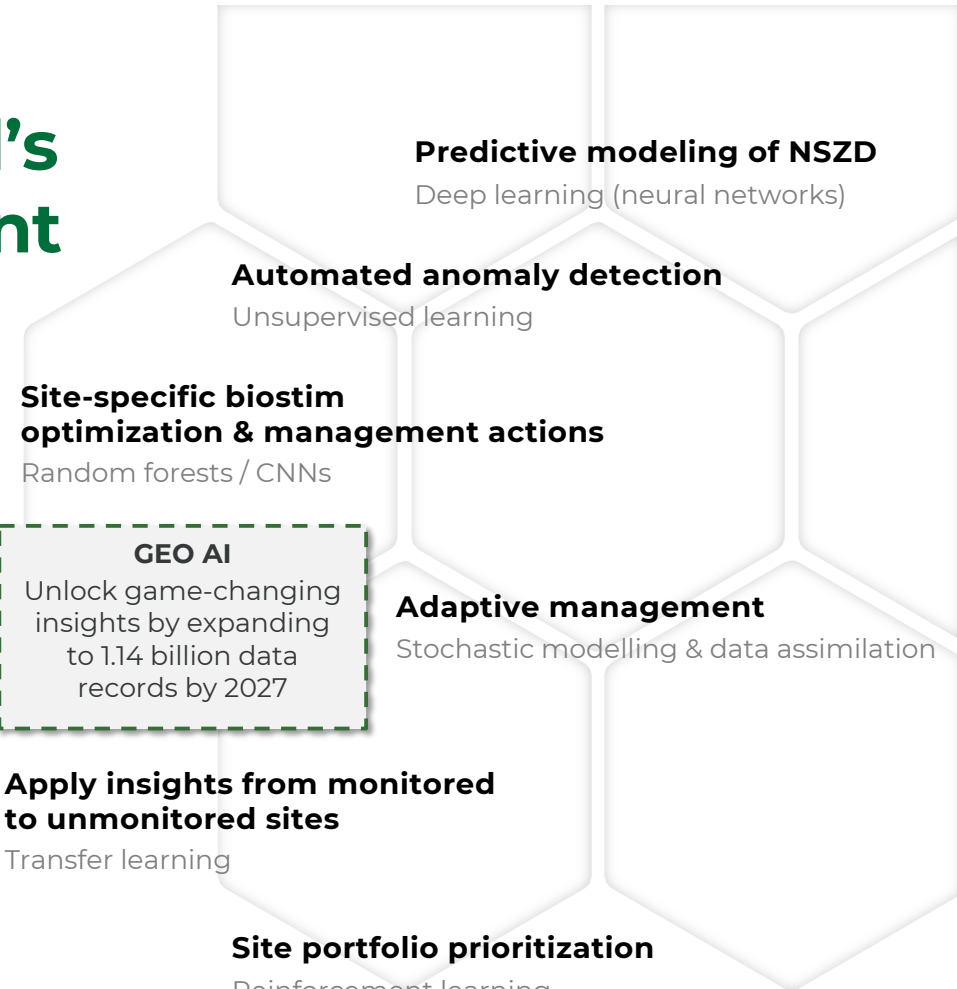 's
nt
Predictive modeling of NSZD
Deep learning (neural networks)
Automated anomaly detection
Unsupervised learning
Site-specific biostim
optimization & management actions
Random forests / CNNs
GEO AI
Unlock game-changing
insights by expanding
to 1.14 billion data
records by 2027
Adaptive management
Stochastic modelling & data assimilation
Apply insights from monitored
to unmonitored sites
Transfer learning
Site portfolio prioritization
Reinforcement learning